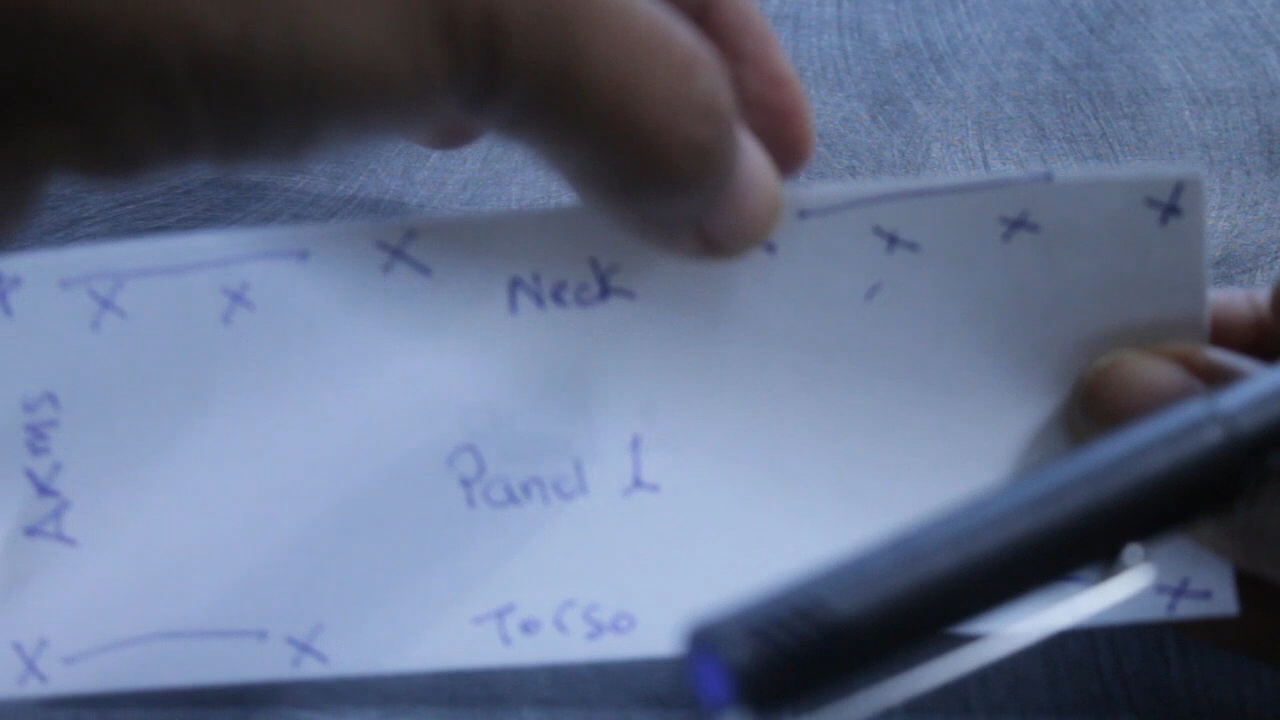 X X X X Neck X X X
Arms
Panel 1
Torso
X X X